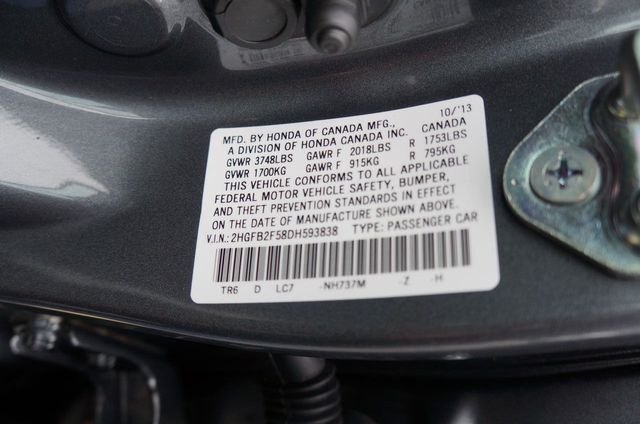 10/'13
MFD. BY HONDA OF CANADA MFG.,
A DIVISION OF HONDA CANADA INC. CANADA
GVWR 3748LBS GAWR F 2018LBS R 1753LBS
GVWR 1700KG GAWR F 915KG R 795KG
THIS VEHICLE CONFORMS TO ALL APPLICABLE
FEDERAL MOTOR VEHICLE SAFETY, BUMPER,
AND THEFT PREVENTION STANDARDS IN EFFECT
ON THE DATE OF MANUFACTURE SHOWN ABOVE.
V.I.N.: 2HGFB2F58DH593838 TYPE: PASSENGER CAR
TR6 D LC7 -NH737M -Z -H